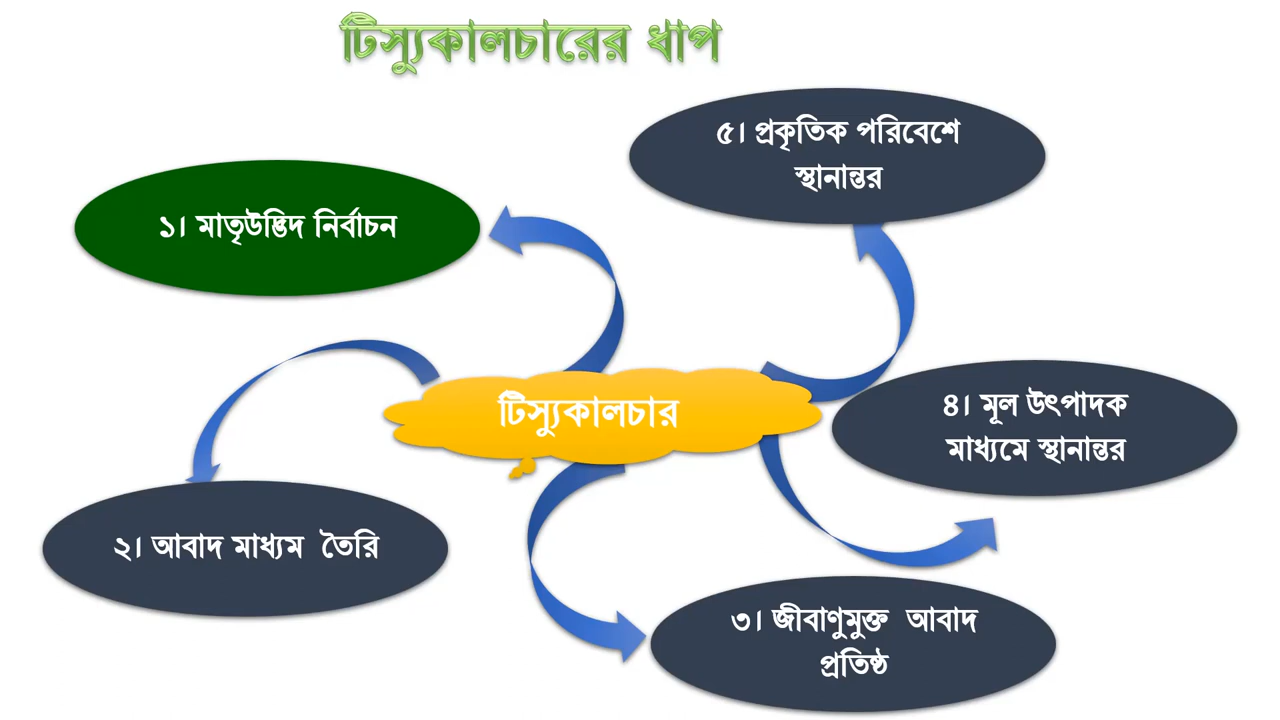 টিস্যুকালচারের ধাপ
১। মাতৃউদ্ভিদ নির্বাচন
২। আবাদ মাধ্যম তৈরি
৩। জীবাণুমুক্ত আবাদ
প্রতিষ্ঠ
৪। মূল উৎপাদক
মাধ্যমে স্থানান্তর
৫। প্রকৃতিক পরিবেশে
স্থানান্তর
টিস্যুকালচার